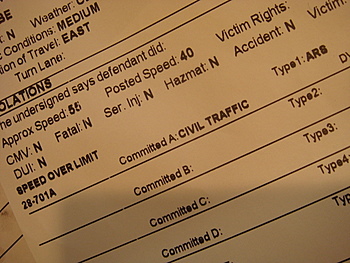 BE Weather: C
N Conditions: MEDIUM
ion of Travel: EAST
Turn Lane:
OLATIONS
he undersigned says defendant did: Victim Rights:
Approx Speed: 55 Posted Speed: 40 Accident: N Victim:
CMV: N Fatal: N Ser. Inj: N Hazmat: N
DUI: N Type1: ARS
SPEED OVER LIMIT Committed A: CIVIL TRAFFIC Type2:
28-701A Committed B: Type3:
Committed C: Type4
Committed D: